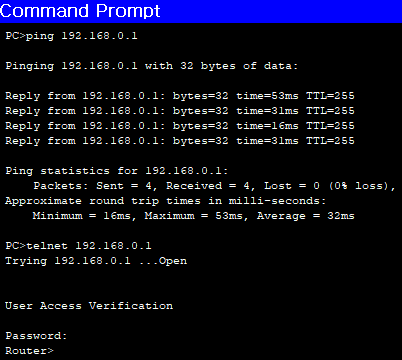 Command Prompt
PC>ping 192.168.0.1
Pinging 192.168.0.1 with 32 bytes of data:
Reply from 192.168.0.1: bytes=32 time=53ms TTL=255
Reply from 192.168.0.1: bytes=32 time=31ms TTL=255
Reply from 192.168.0.1: bytes=32 time=16ms TTL=255
Reply from 192.168.0.1: bytes=32 time=31ms TTL=255
Ping statistics for 192.168.0.1:
    Packets: Sent = 4, Received = 4, Lost = 0 (0% loss),
Approximate round trip times in milli-seconds:
    Minimum = 16ms, Maximum = 53ms, Average = 32ms
PC>telnet 192.168.0.1
Trying 192.168.0.1 ...Open
User Access Verification
Password:
Router>